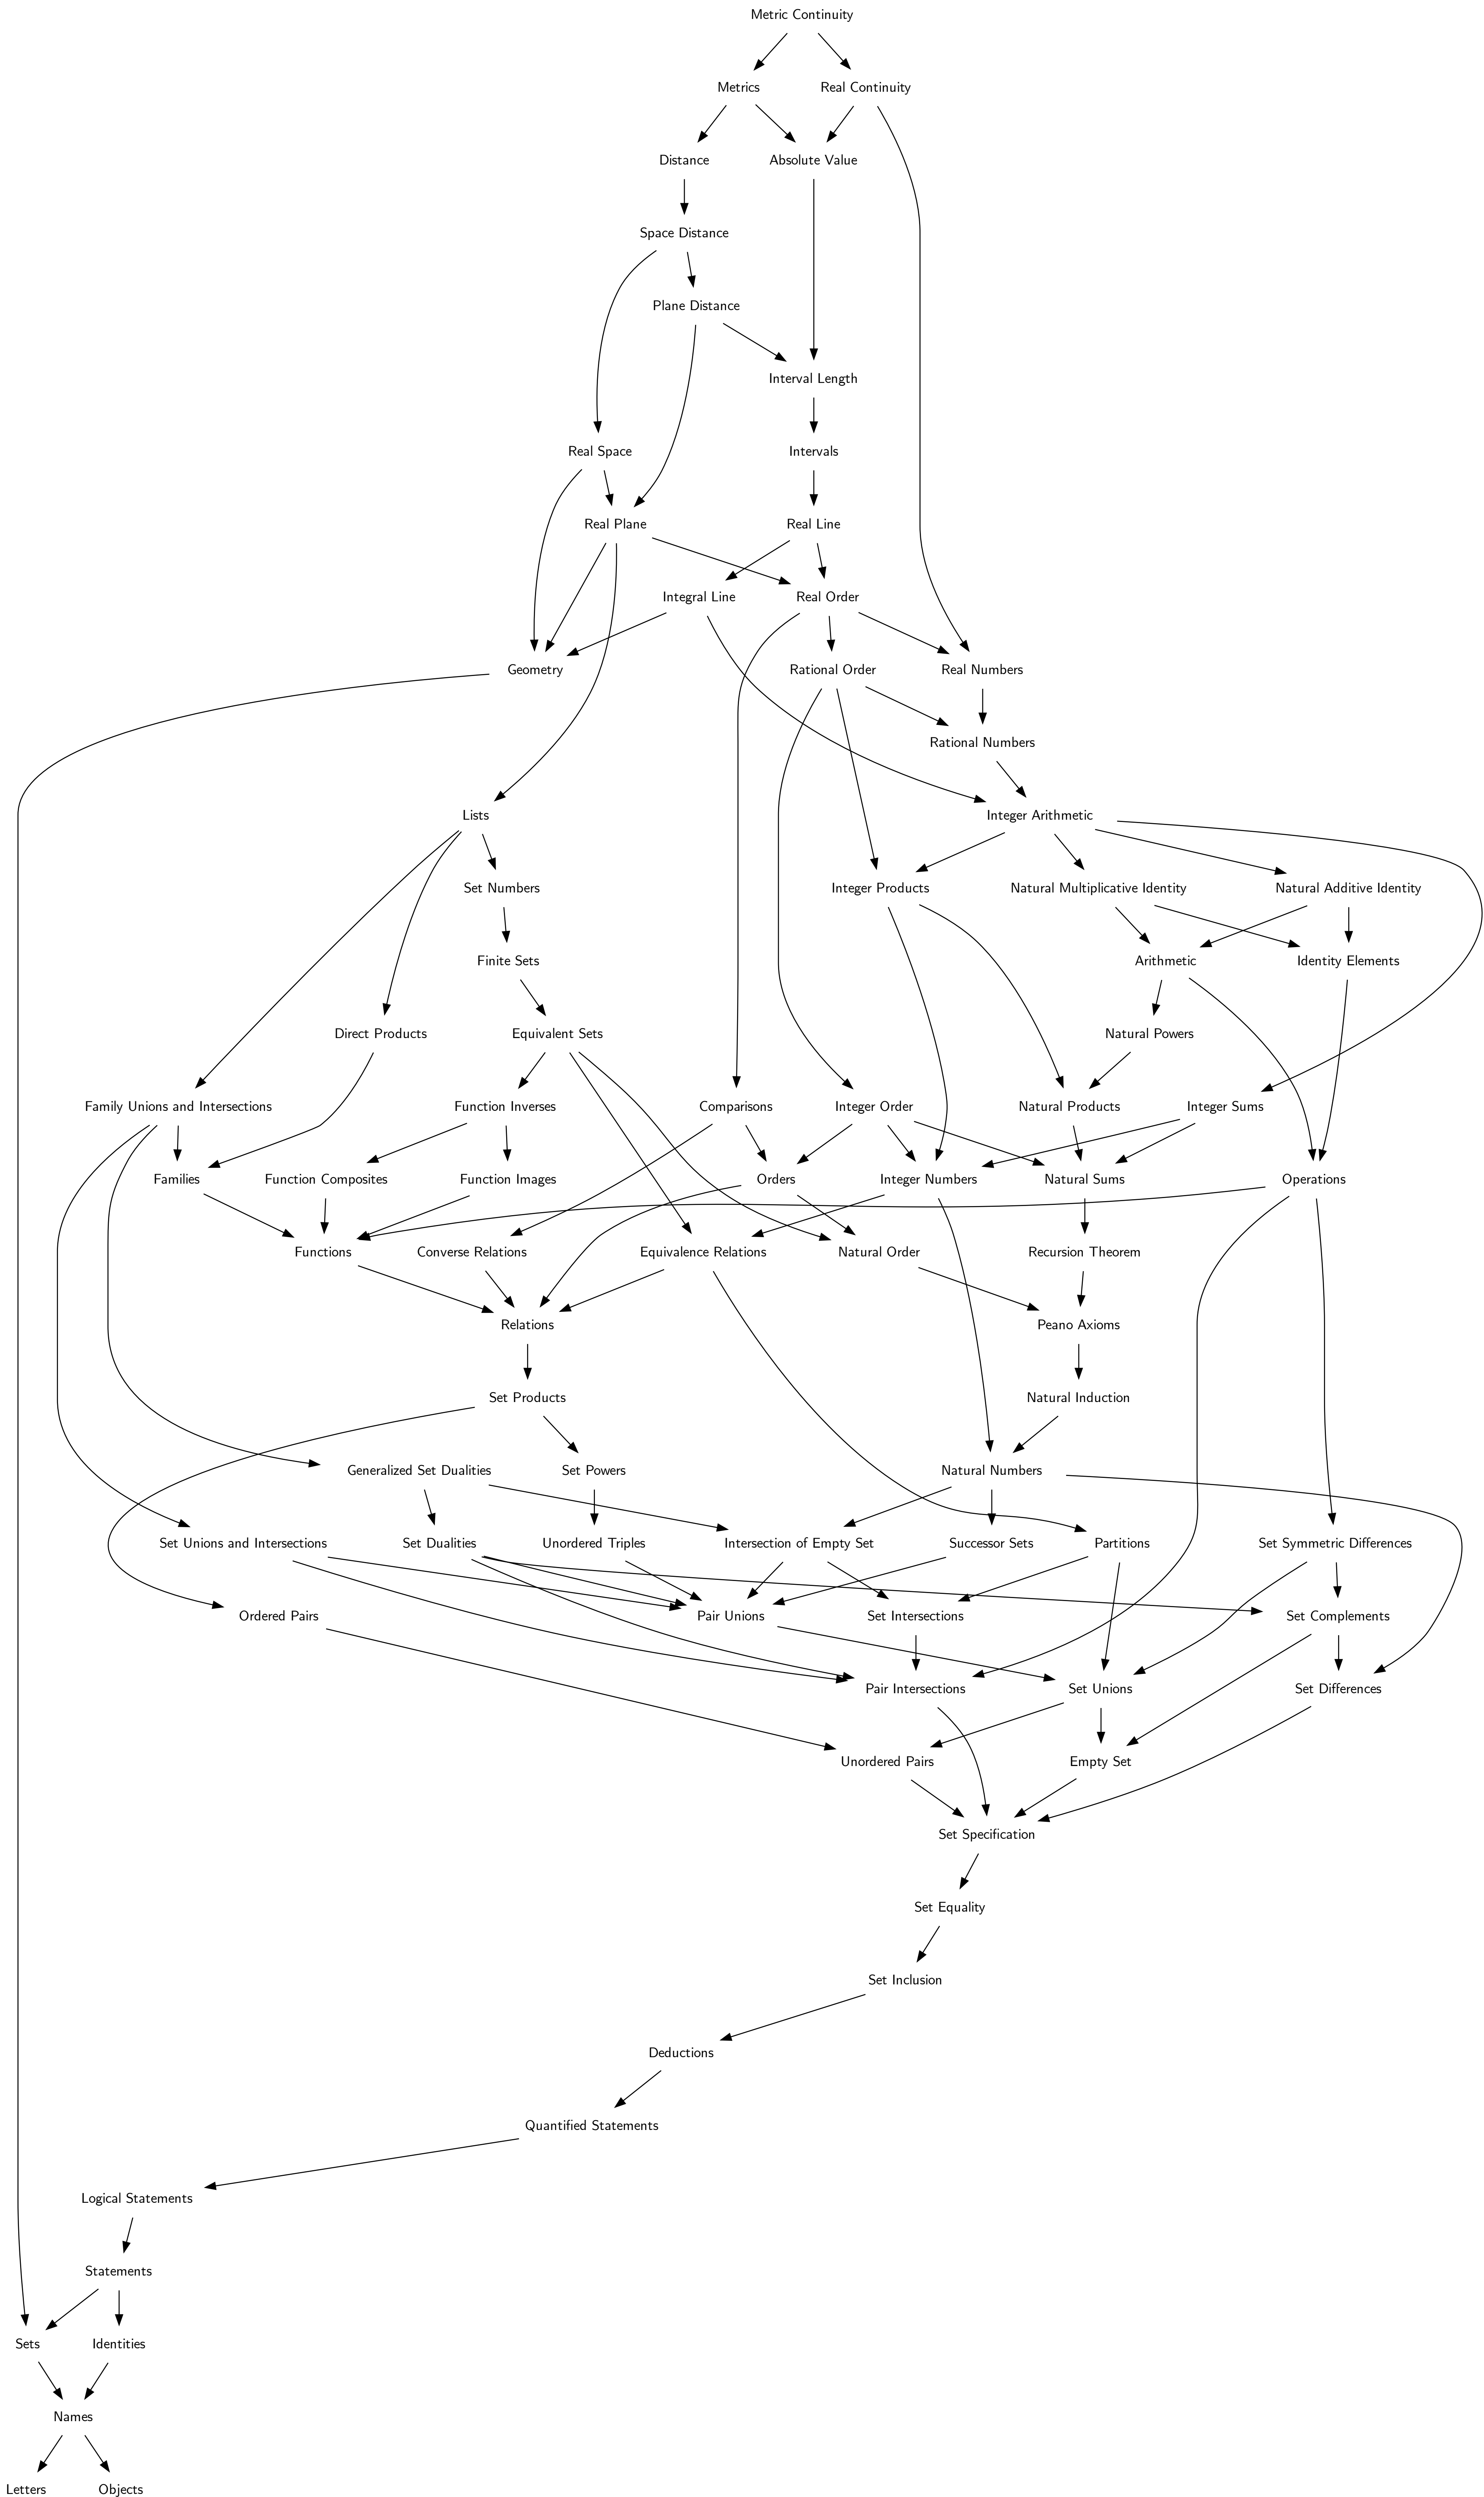 Metric Continuity
Metrics
Real Continuity
Distance
Absolute Value
Space Distance
Plane Distance
Interval Length
Real Space
Intervals
Real Plane
Real Line
Integral Line
Real Order
Geometry
Rational Order
Real Numbers
Rational Numbers
Lists
Integer Arithmetic
Set Numbers
Integer Products
Natural Multiplicative Identity
Natural Additive Identity
Finite Sets
Arithmetic
Identity Elements
Direct Products
Equivalent Sets
Natural Powers
Family Unions and Intersections
Function Inverses
Comparisons
Integer Order
Natural Products
Integer Sums
Families
Function Composites
Function Images
Orders
Integer Numbers
Natural Sums
Operations
Functions
Converse Relations
Equivalence Relations
Natural Order
Recursion Theorem
Relations
Peano Axioms
Set Products
Natural Induction
Generalized Set Dualities
Set Powers
Natural Numbers
Set Unions and Intersections
Set Dualities
Unordered Triples
Intersection of Empty Set
Successor Sets
Partitions
Set Symmetric Differences
Ordered Pairs
Pair Unions
Set Intersections
Set Complements
Pair Intersections
Set Unions
Set Differences
Unordered Pairs
Empty Set
Set Specification
Set Equality
Set Inclusion
Deductions
Quantified Statements
Logical Statements
Statements
Sets
Identities
Names
Letters
Objects